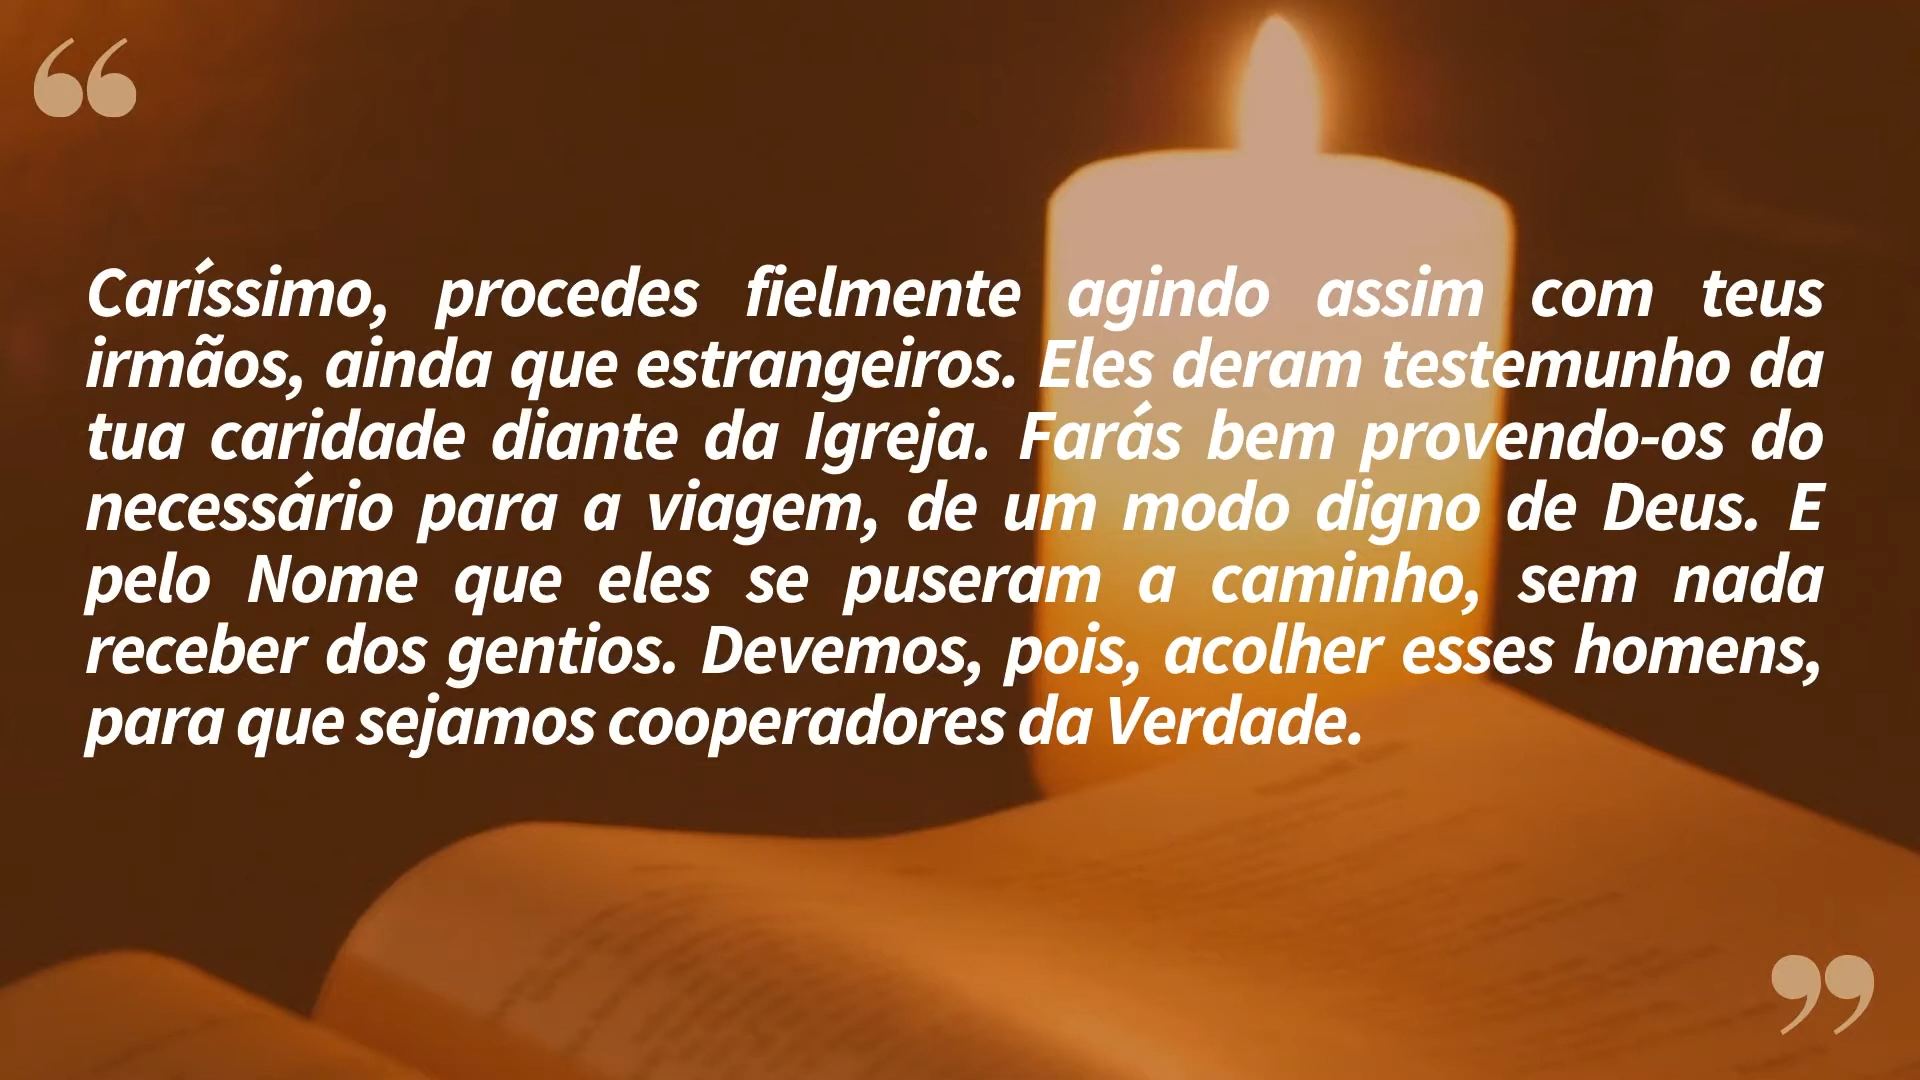 “
Caríssimo, procedes fielmente agindo assim com teus
irmãos, ainda que estrangeiros. Eles deram testemunho da
tua caridade diante da Igreja. Farás bem provendo-os do
necessário para a viagem, de um modo digno de Deus. E
pelo Nome que eles se puseram a caminho, sem nada
receber dos gentios. Devemos, pois, acolher esses homens,
para que sejamos cooperadores da Verdade.
”